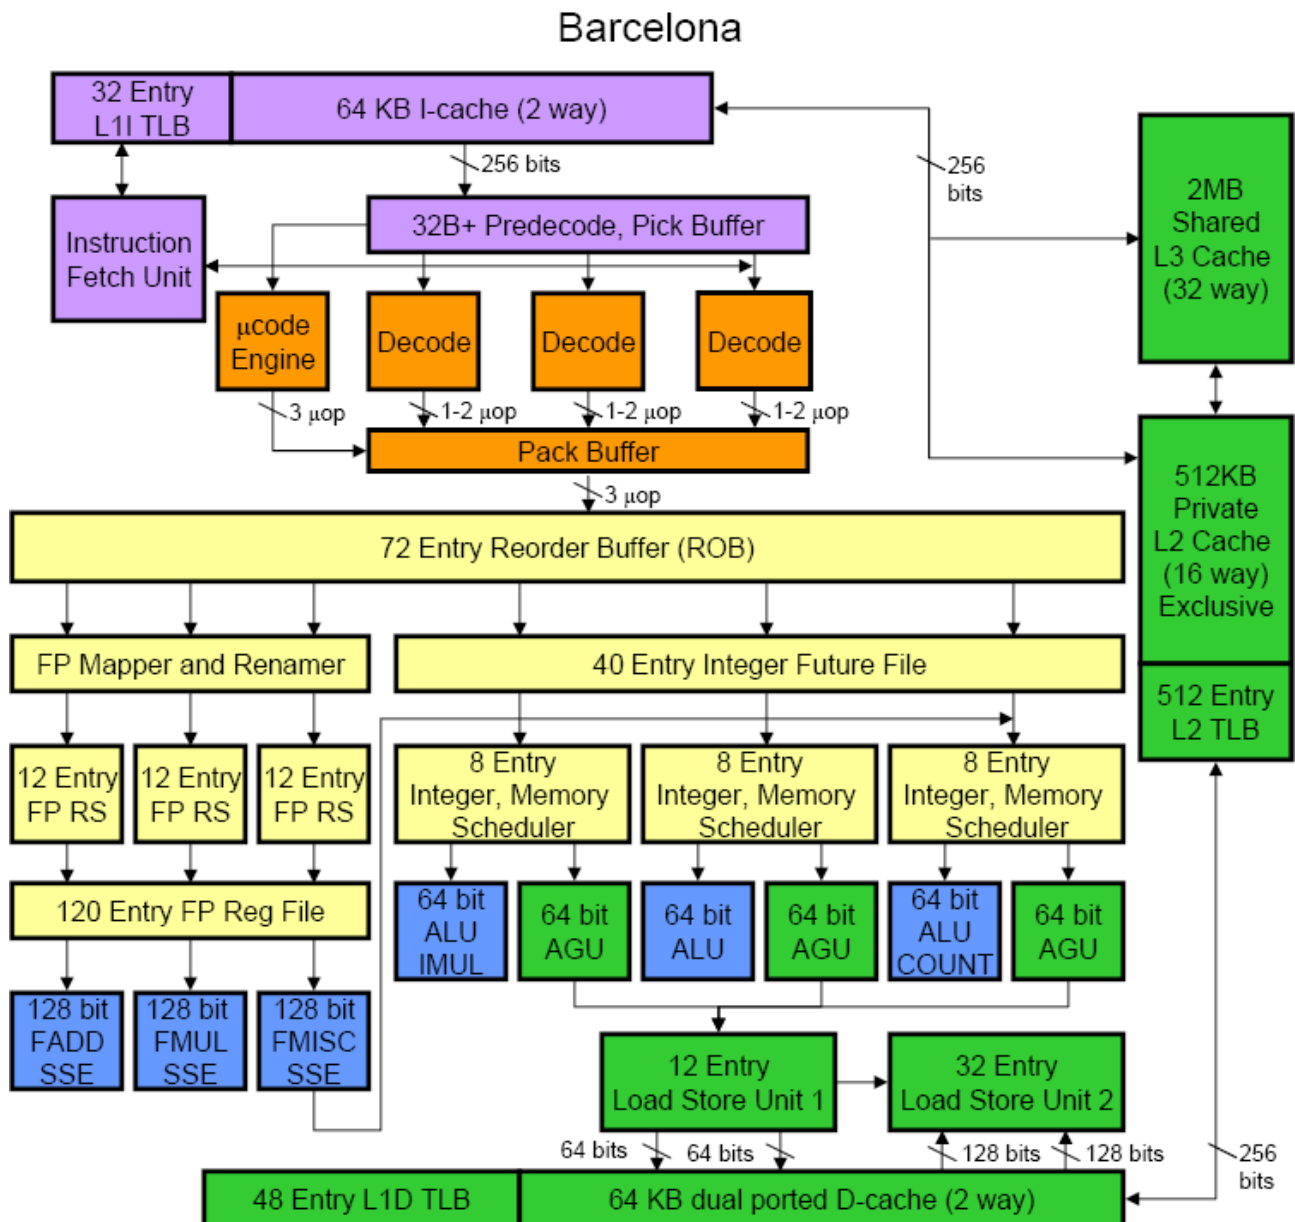 Barcelona
32 Entry
L1I TLB
64 KB I-cache (2 way)
256 bits
256
bits
2MB
Shared
L3 Cache
(32 way)
Instruction
Fetch Unit
32B+ Predecode, Pick Buffer
μcode
Engine
Decode
Decode
Decode
3 μop
1-2 μop
1-2 μop
1-2 μop
Pack Buffer
3 μop
512KB
Private
L2 Cache
(16 way)
Exclusive
72 Entry Reorder Buffer (ROB)
FP Mapper and Renamer
40 Entry Integer Future File
512 Entry
L2 TLB
12 Entry
FP RS
12 Entry
FP RS
12 Entry
FP RS
8 Entry
Integer, Memory
Scheduler
8 Entry
Integer, Memory
Scheduler
8 Entry
Integer, Memory
Scheduler
120 Entry FP Reg File
64 bit
ALU
IMUL
64 bit
AGU
64 bit
ALU
64 bit
AGU
64 bit
ALU
COUNT
64 bit
AGU
128 bit
FADD
SSE
128 bit
FMUL
SSE
128 bit
FMISC
SSE
12 Entry
Load Store Unit 1
32 Entry
Load Store Unit 2
64 bits
64 bits
128 bits
128 bits
256
bits
48 Entry L1D TLB
64 KB dual ported D-cache (2 way)